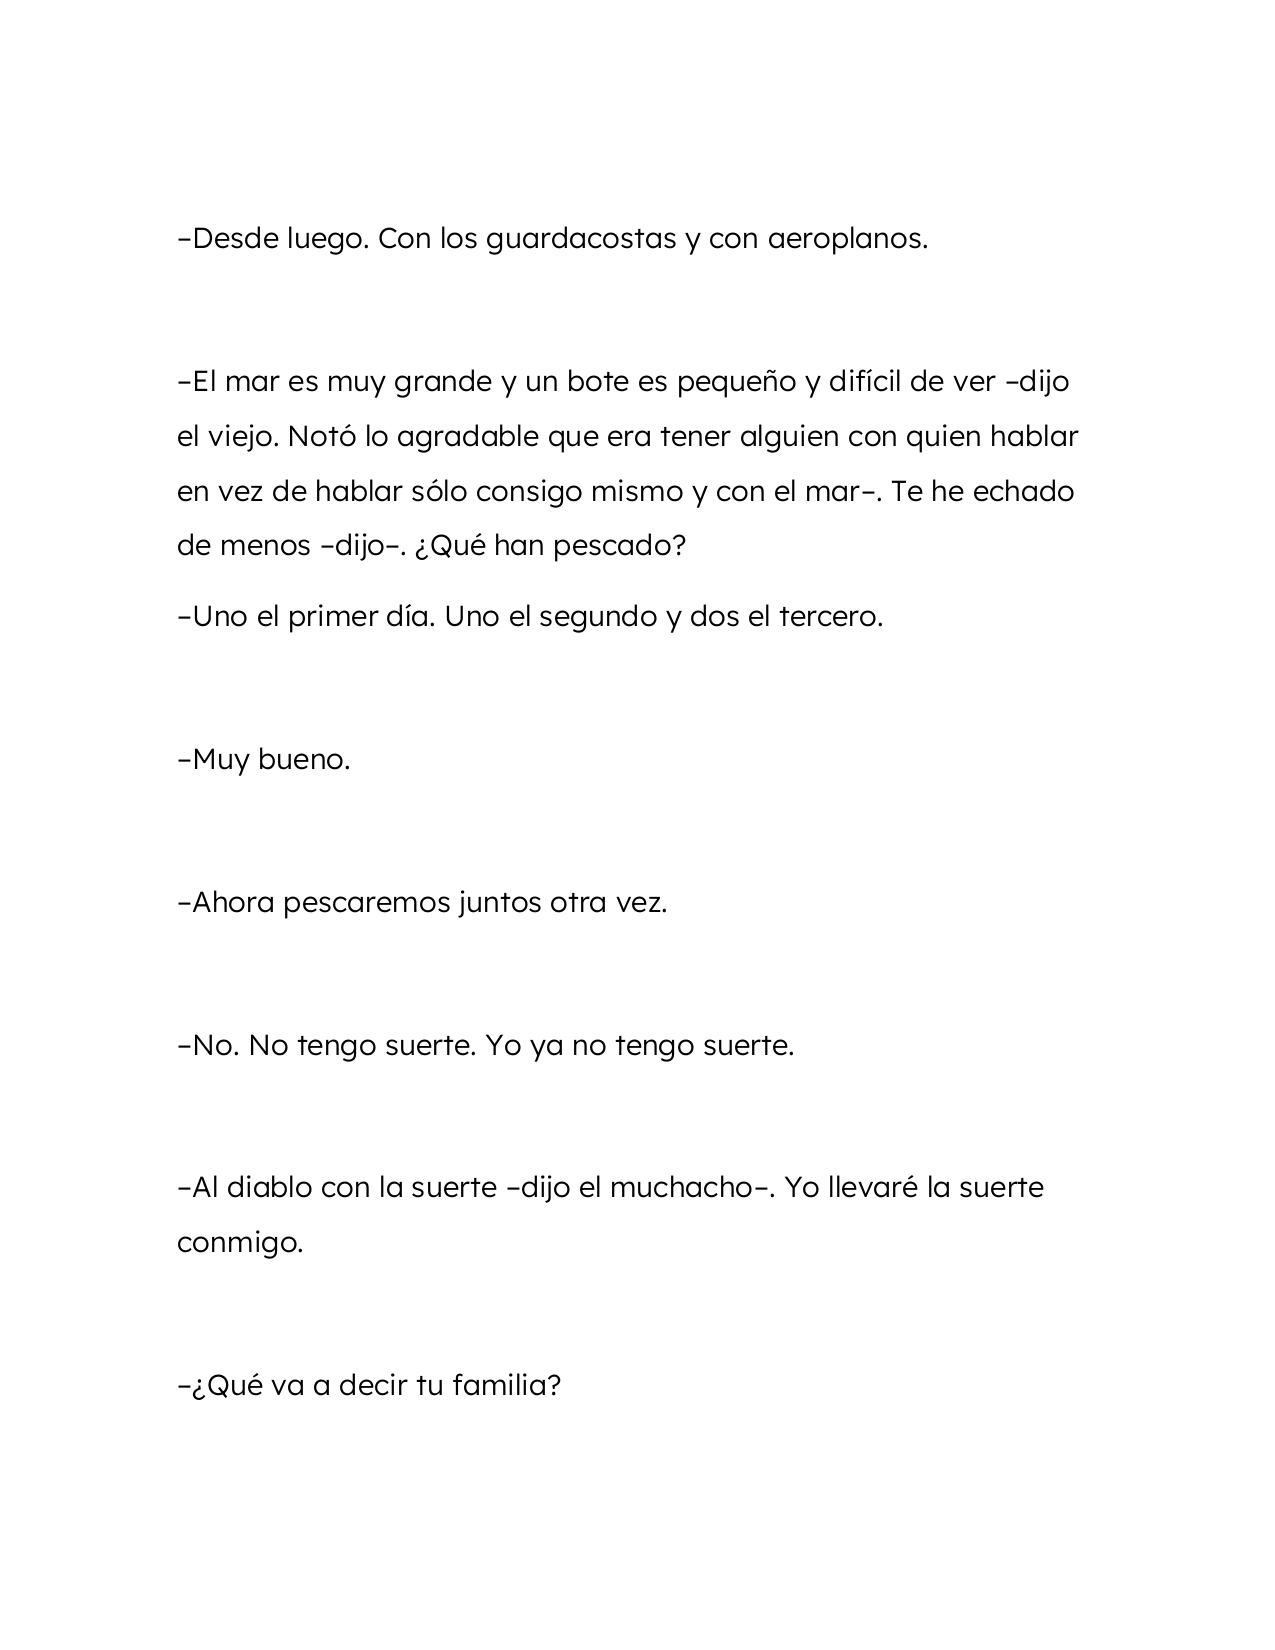 –Desde luego. Con los guardacostas y con aeroplanos.
–El mar es muy grande y un bote es pequeño y difícil de ver –dijo
el viejo. Notó lo agradable que era tener alguien con quien hablar
en vez de hablar sólo consigo mismo y con el mar–. Te he echado
de menos –dijo–. ¿Qué han pescado?
–Uno el primer día. Uno el segundo y dos el tercero.
–Muy bueno.
–Ahora pescaremos juntos otra vez.
–No. No tengo suerte. Yo ya no tengo suerte.
–Al diablo con la suerte –dijo el muchacho–. Yo llevaré la suerte
conmigo.
–¿Qué va a decir tu familia?